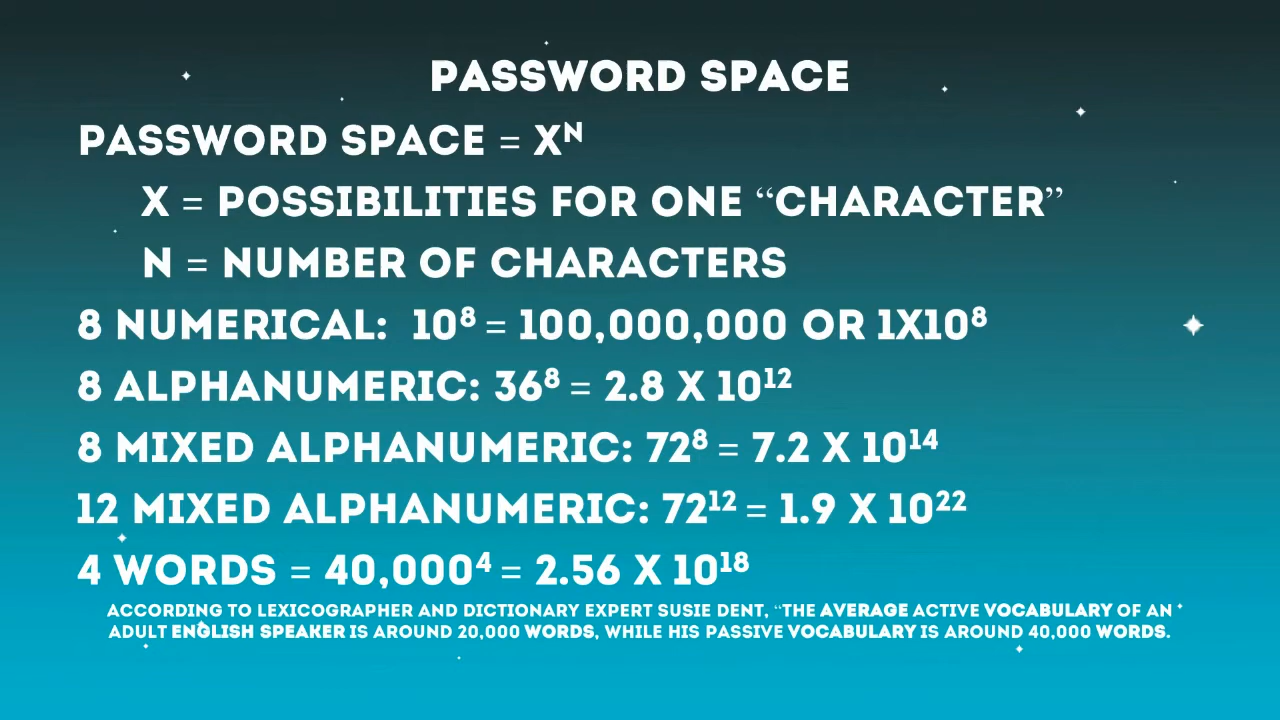 PASSWORD SPACE
PASSWORD SPACE = Xᴺ
X = POSSIBILITIES FOR ONE “CHARACTER”
N = NUMBER OF CHARACTERS
8 NUMERICAL: 10⁸ = 100,000,000 OR 1X10⁸
8 ALPHANUMERIC: 36⁸ = 2.8 X 10¹²
8 MIXED ALPHANUMERIC: 72⁸ = 7.2 X 10¹⁴
12 MIXED ALPHANUMERIC: 72¹² = 1.9 X 10²²
4 WORDS = 40,000⁴ = 2.56 X 10¹⁸
ACCORDING TO LEXICOGRAPHER AND DICTIONARY EXPERT SUSIE DENT, “THE AVERAGE ACTIVE VOCABULARY OF AN
ADULT ENGLISH SPEAKER IS AROUND 20,000 WORDS, WHILE HIS PASSIVE VOCABULARY IS AROUND 40,000 WORDS.